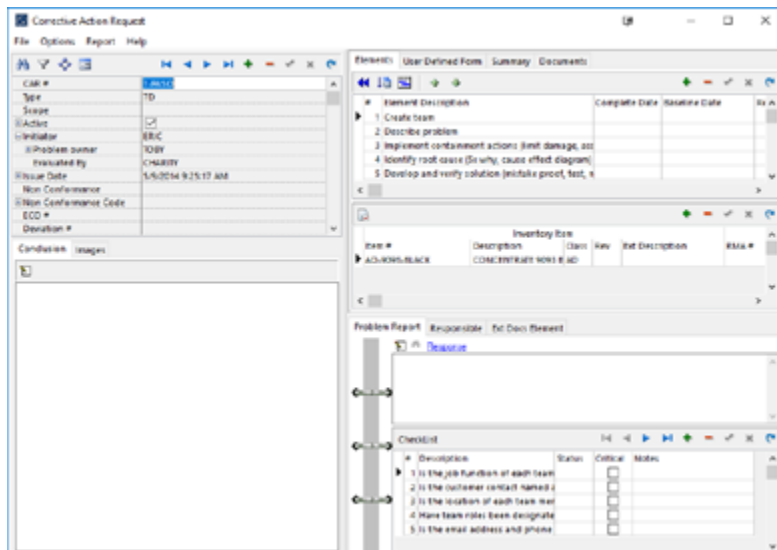 Corrective Action Request
File Options Report Help
CAR #
Type TD
Scope
Active
Initiator ERIC
Problem owner TOBY
Evaluated By CHARITY
Issue Date 5/5/2014 9:25:17 AM
Non Conformance
Non Conformance Code
ECO #
Deviation #
Conclusion Images
Elements User Defined Form Summary Documents
# Element Description Complete Date Baseline Date
1 Create team
2 Describe problem
3 Implement containment actions (limit damage, ass
4 Identify root cause (5x why, cause effect diagram)
5 Develop and verify solution (mistake proof, test, n
Inventory Item
Item # Description Class Rev Ext Description RMA #
CONCENTRATE 9093 B AD
Problem Report Responsible Ext Docs Element
Response
CheckList
# Description Status Critical Notes
1 Is the job function of each team
2 Is the customer contact named a
3 Is the location of each team mer
4 Have team roles been designate
5 Is the email address and phone